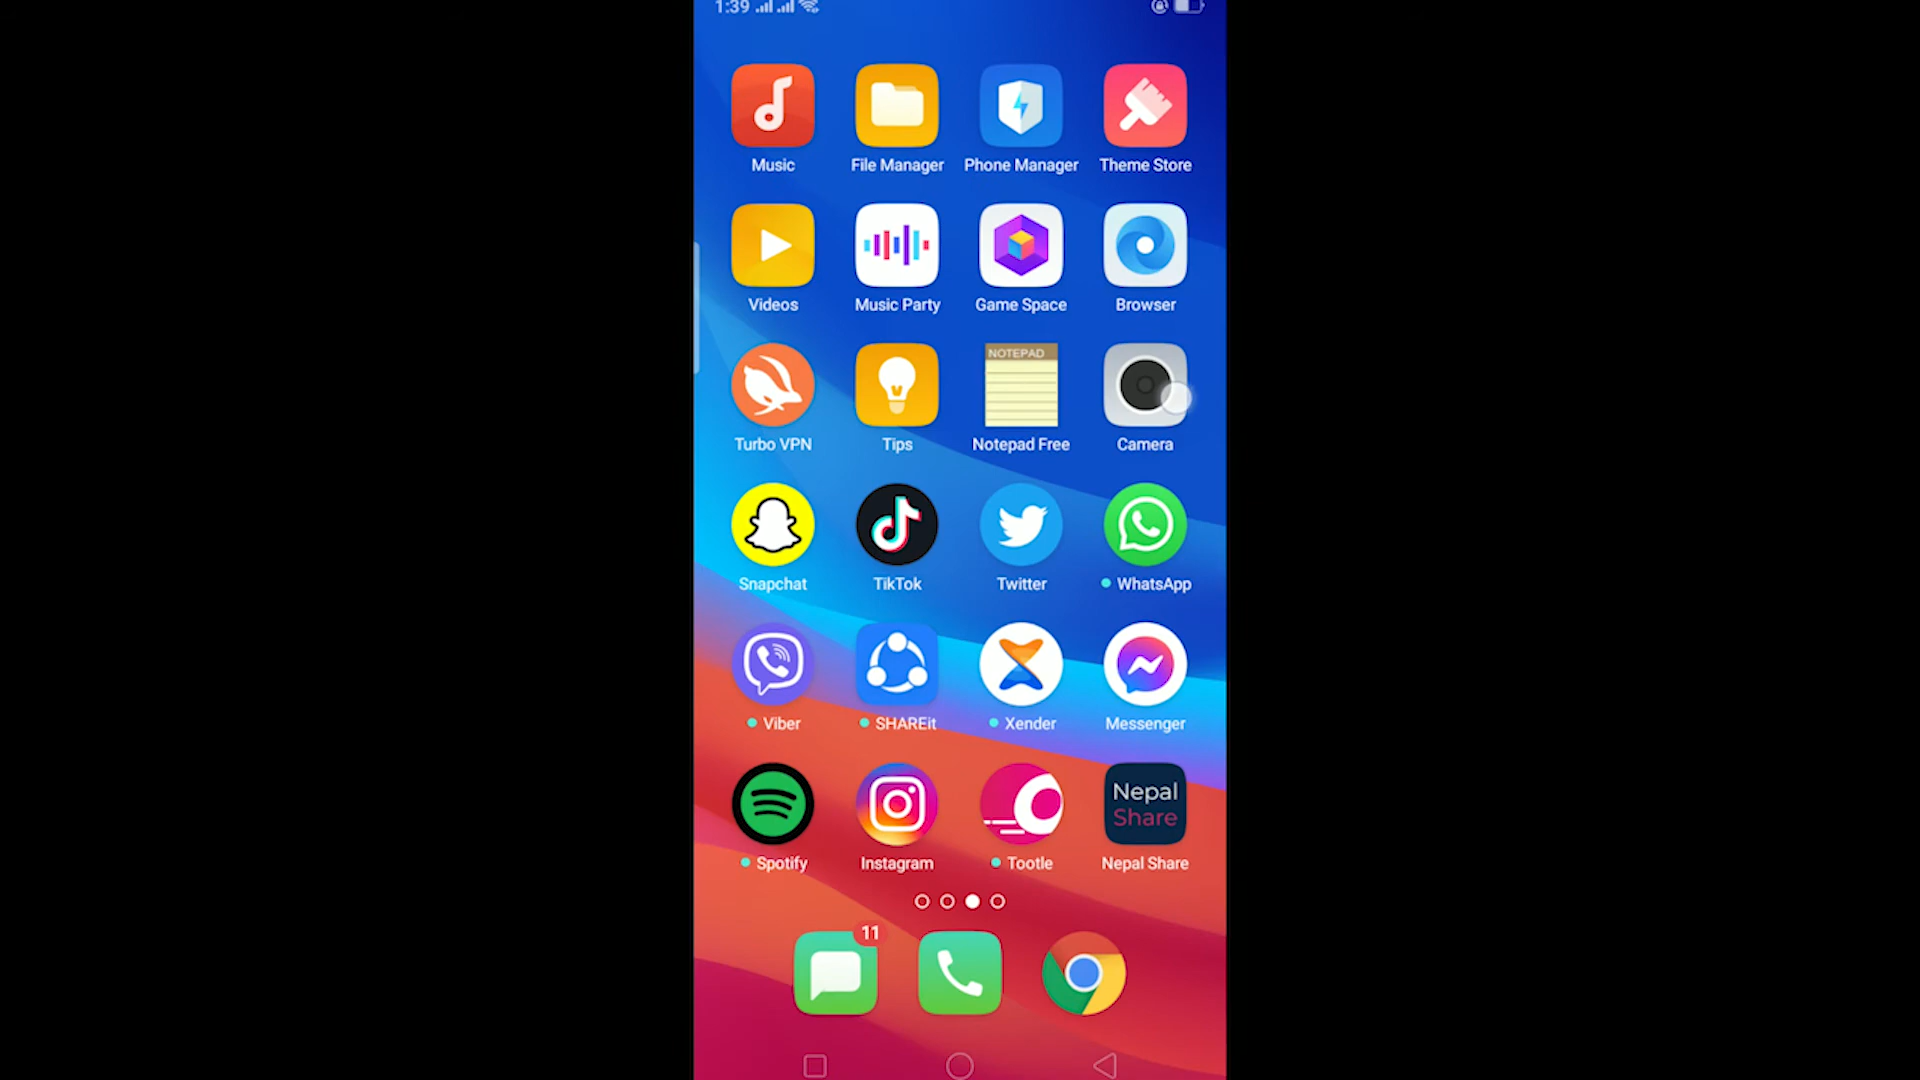 1:39
Music File Manager Phone Manager Theme Store
Videos Music Party Game Space Browser
NOTEPAD
Turbo VPN Tips Notepad Free Camera
Snapchat TikTok Twitter WhatsApp
Viber SHAREit Xender Messenger
Nepal
Share
Spotify Instagram Tootle Nepal Share
11